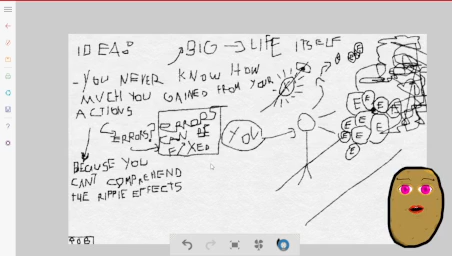 IDEA: BIG → LIFE ITSELF
- YOU NEVER KNOW HOW
MUCH YOU GAINED FROM YOUR
ACTIONS
ERRORS?
ERRORS
CAN BE
FIXED
YOU
BECAUSE YOU
CAN'T COMPREHEND
THE RIPPLE EFFECTS
E
E
E
E
E
E
E
E
E